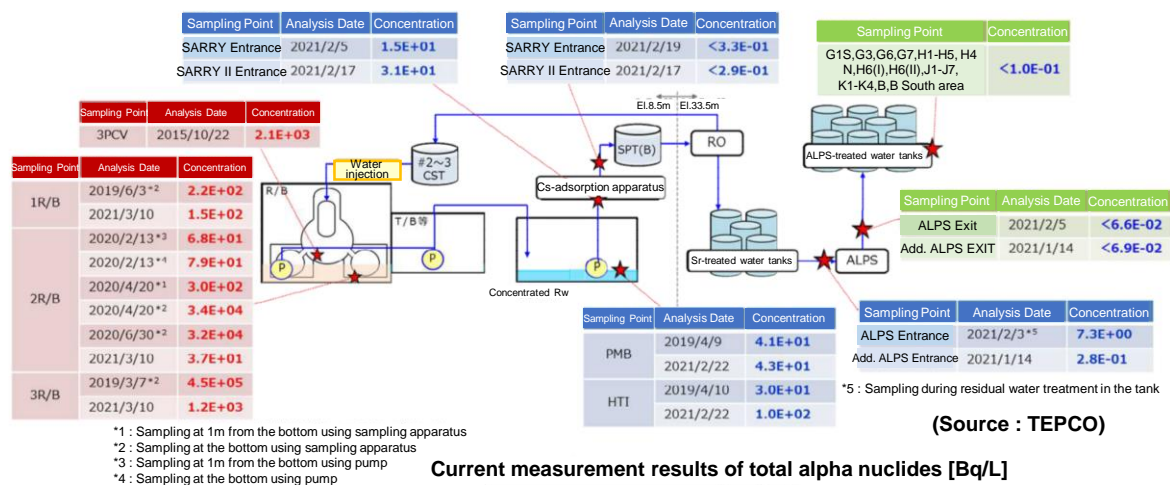 Sampling Point Analysis Date Concentration
SARRY Entrance 2021/2/5 1.5E+01
SARRY II Entrance 2021/2/17 3.1E+01
Sampling Point Analysis Date Concentration
SARRY Entrance 2021/2/19 <3.3E-01
SARRY II Entrance 2021/2/17 <2.9E-01
Sampling Point Concentration
G1S,G3,G6,G7,H1-H5, H4
N,H6(I),H6(II),J1-J7,
K1-K4,B,B South area
<1.0E-01
Sampling Point Analysis Date Concentration
3PCV 2015/10/22 2.1E+03
Sampling Point Analysis Date Concentration
1R/B
2019/6/3*2 2.2E+02
2021/3/10 1.5E+02
2R/B
2020/2/13*3 6.8E+01
2020/2/13*4 7.9E+01
2020/4/20*1 3.0E+02
2020/4/20*2 3.4E+04
2020/6/30*2 3.2E+04
2021/3/10 3.7E+01
3R/B
2019/3/7*2 4.5E+05
2021/3/10 1.2E+03
El.8.5m El.33.5m
Water
injection
#2～3
CST
R/B
T/B等
P
P
P
Concentrated Rw
Cs-adsorption apparatus
SPT(B)
RO
Sr-treated water tanks
ALPS
ALPS-treated water tanks
Sampling Point Analysis Date Concentration
ALPS Exit 2021/2/5 <6.6E-02
Add. ALPS EXIT 2021/1/14 <6.9E-02
Sampling Point Analysis Date Concentration
PMB
2019/4/9 4.1E+01
2021/2/22 4.3E+01
HTI
2019/4/10 3.0E+01
2021/2/22 1.0E+02
Sampling Point Analysis Date Concentration
ALPS Entrance 2021/2/3*5 7.3E+00
Add. ALPS Entrance 2021/1/14 2.8E-01
*5 : Sampling during residual water treatment in the tank
(Source : TEPCO)
*1 : Sampling at 1m from the bottom using sampling apparatus
*2 : Sampling at the bottom using sampling apparatus
*3 : Sampling at 1m from the bottom using pump
*4 : Sampling at the bottom using pump
Current measurement results of total alpha nuclides [Bq/L]